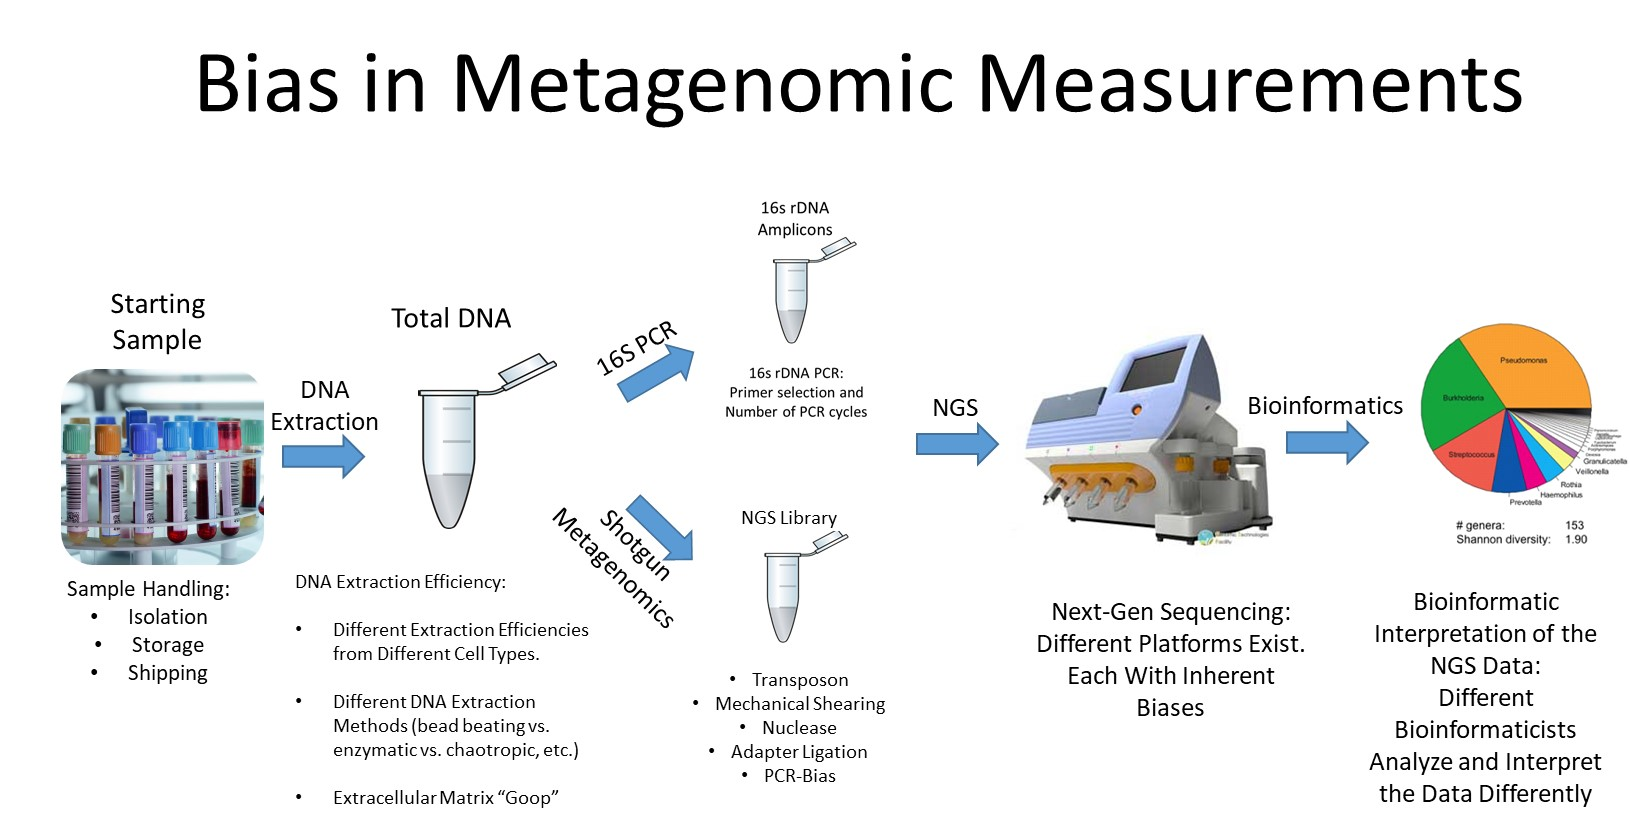 Bias in Metagenomic Measurements
Starting
Sample
Sample Handling:
• Isolation
• Storage
• Shipping
DNA
Extraction
Total DNA
DNA Extraction Efficiency:
• Different Extraction Efficiencies
from Different Cell Types.
• Different DNA Extraction
Methods (bead beating vs.
enzymatic vs. chaotropic, etc.)
• Extracellular Matrix “Goop”
16S PCR
16s rDNA
Amplicons
16s rDNA PCR:
Primer selection and
Number of PCR cycles
Shotgun
Metagenomics
NGS Library
• Transposon
• Mechanical Shearing
• Nuclease
• Adapter Ligation
• PCR-Bias
NGS
Technologies
Facility
Next-Gen Sequencing:
Different Platforms Exist.
Each With Inherent
Biases
Bioinformatics
Pseudomonas
Burkholderia
Streptococcus
Prevotella
Haemophilus
Rothia
Veillonella
Granulicatella
# genera: 153
Shannon diversity: 1.90
Bioinformatic
Interpretation of the
NGS Data:
Different
Bioinformaticists
Analyze and Interpret
the Data Differently